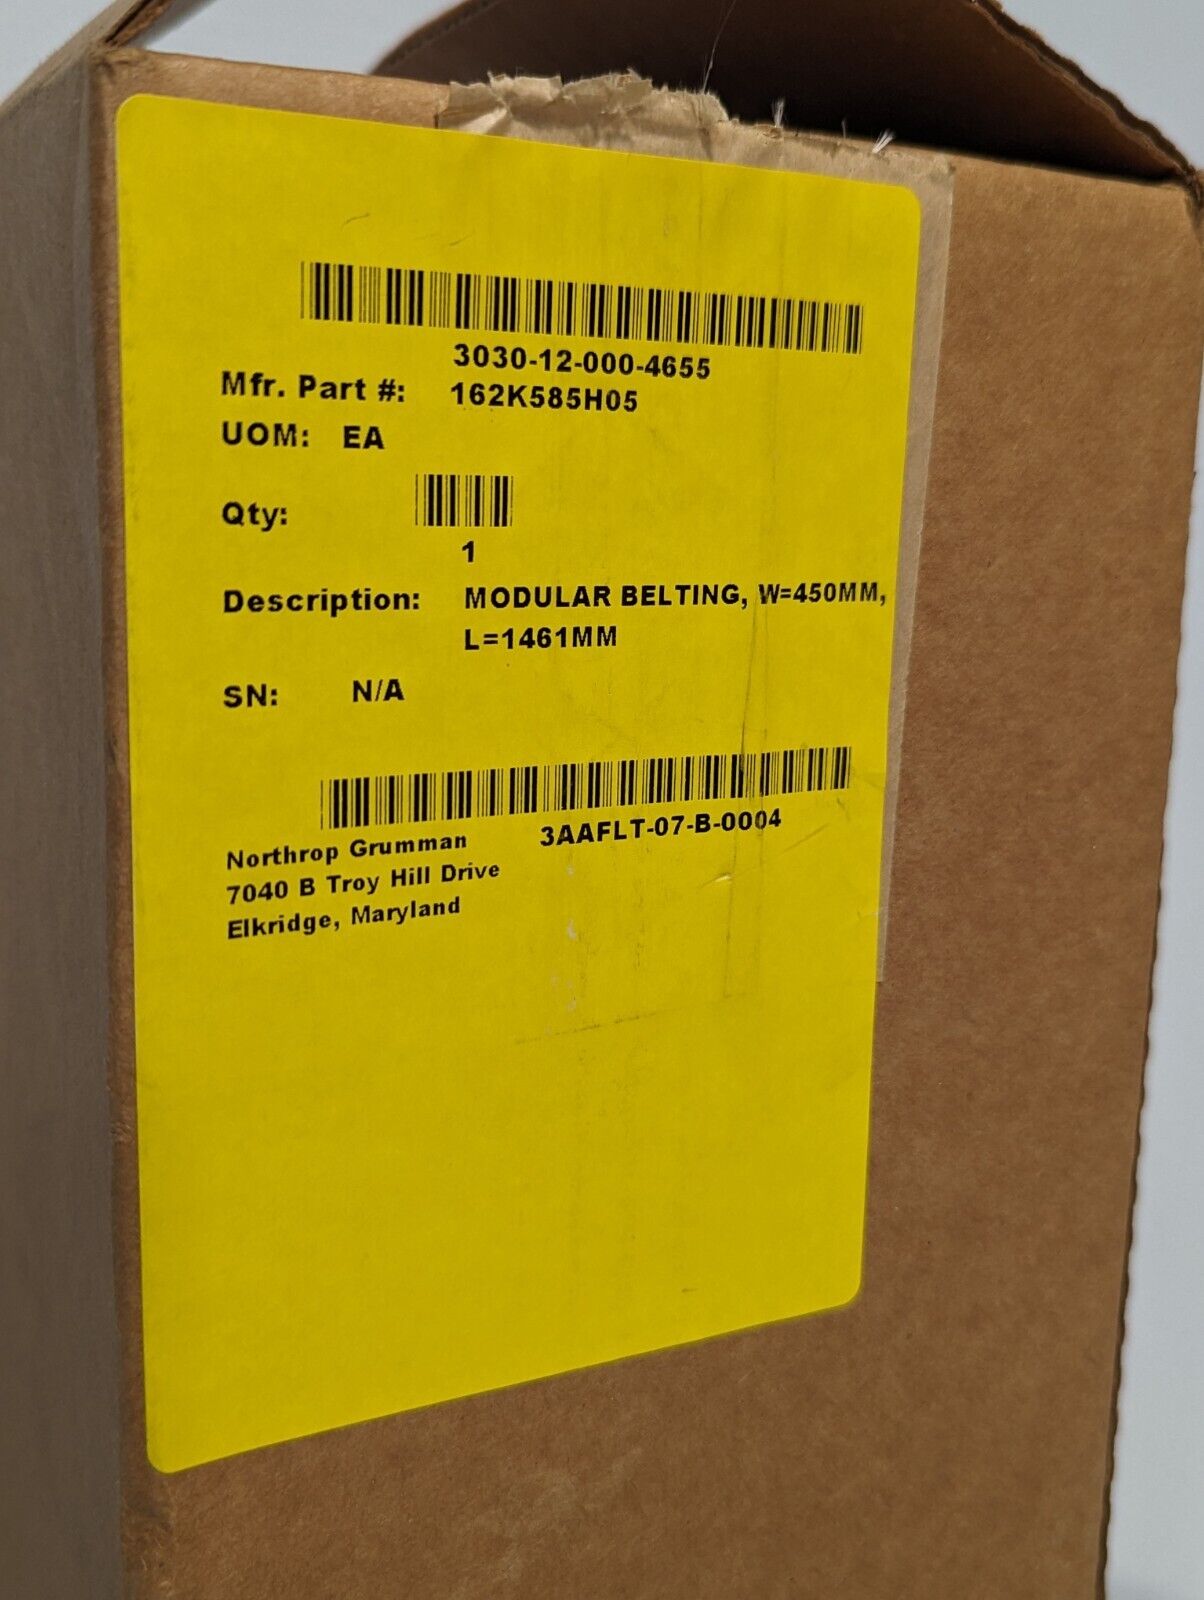 3030-12-000-4655
Mfr. Part #: 162K585H05
UOM: EA
Qty:
1
Description: MODULAR BELTING, W=450MM,
L=1461MM
SN: N/A
3AAFLT-07-B-0004
Northrop Grumman
7040 B Troy Hill Drive
Elkridge, Maryland